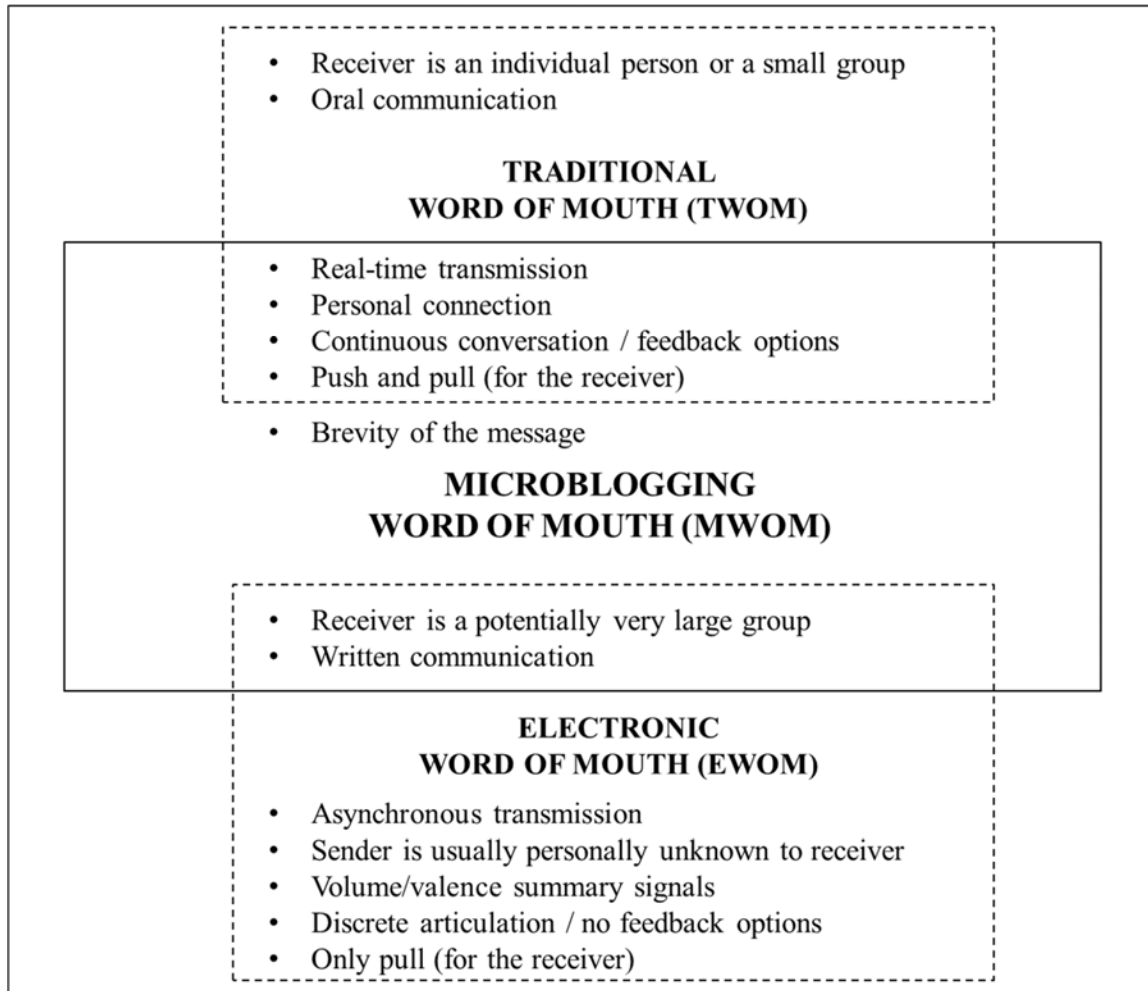 • Receiver is an individual person or a small group
• Oral communication
TRADITIONAL
WORD OF MOUTH (TWOM)
• Real-time transmission
• Personal connection
• Continuous conversation / feedback options
• Push and pull (for the receiver)
• Brevity of the message
MICROBLOGGING
WORD OF MOUTH (MWOM)
• Receiver is a potentially very large group
• Written communication
ELECTRONIC
WORD OF MOUTH (EWOM)
• Asynchronous transmission
• Sender is usually personally unknown to receiver
• Volume/valence summary signals
• Discrete articulation / no feedback options
• Only pull (for the receiver)